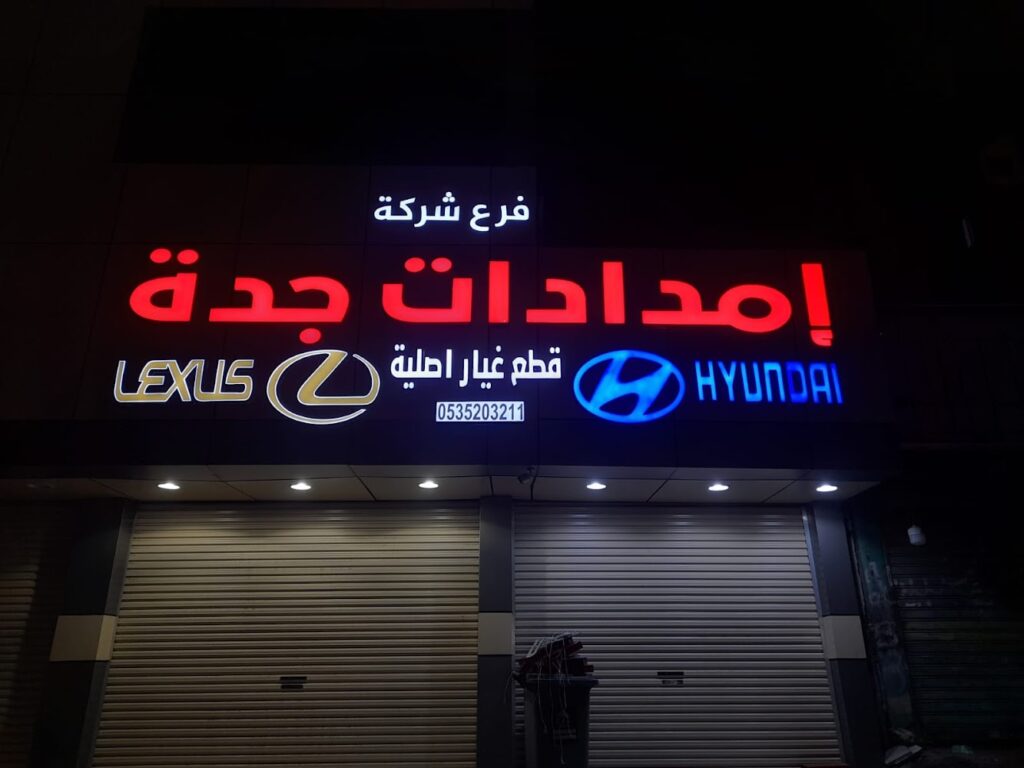 فرع شركة
إمدادات جدة
HYUNDAI
قطع غيار اصلية
LEXUS
0535203211